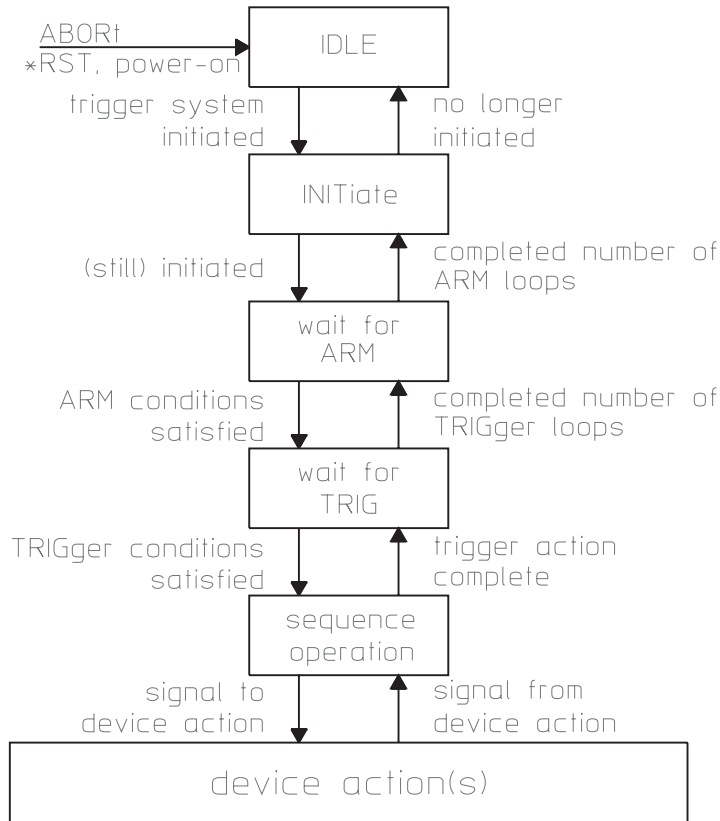 ABORt
*RST, power-on
IDLE
trigger system
initiated
no longer
initiated
INITiate
(still) initiated
completed number of
ARM loops
wait for
ARM
ARM conditions
satisfied
completed number of
TRIGger loops
wait for
TRIG
TRIGger conditions
satisfied
trigger action
complete
sequence
operation
signal to
device action
signal from
device action
device action(s)